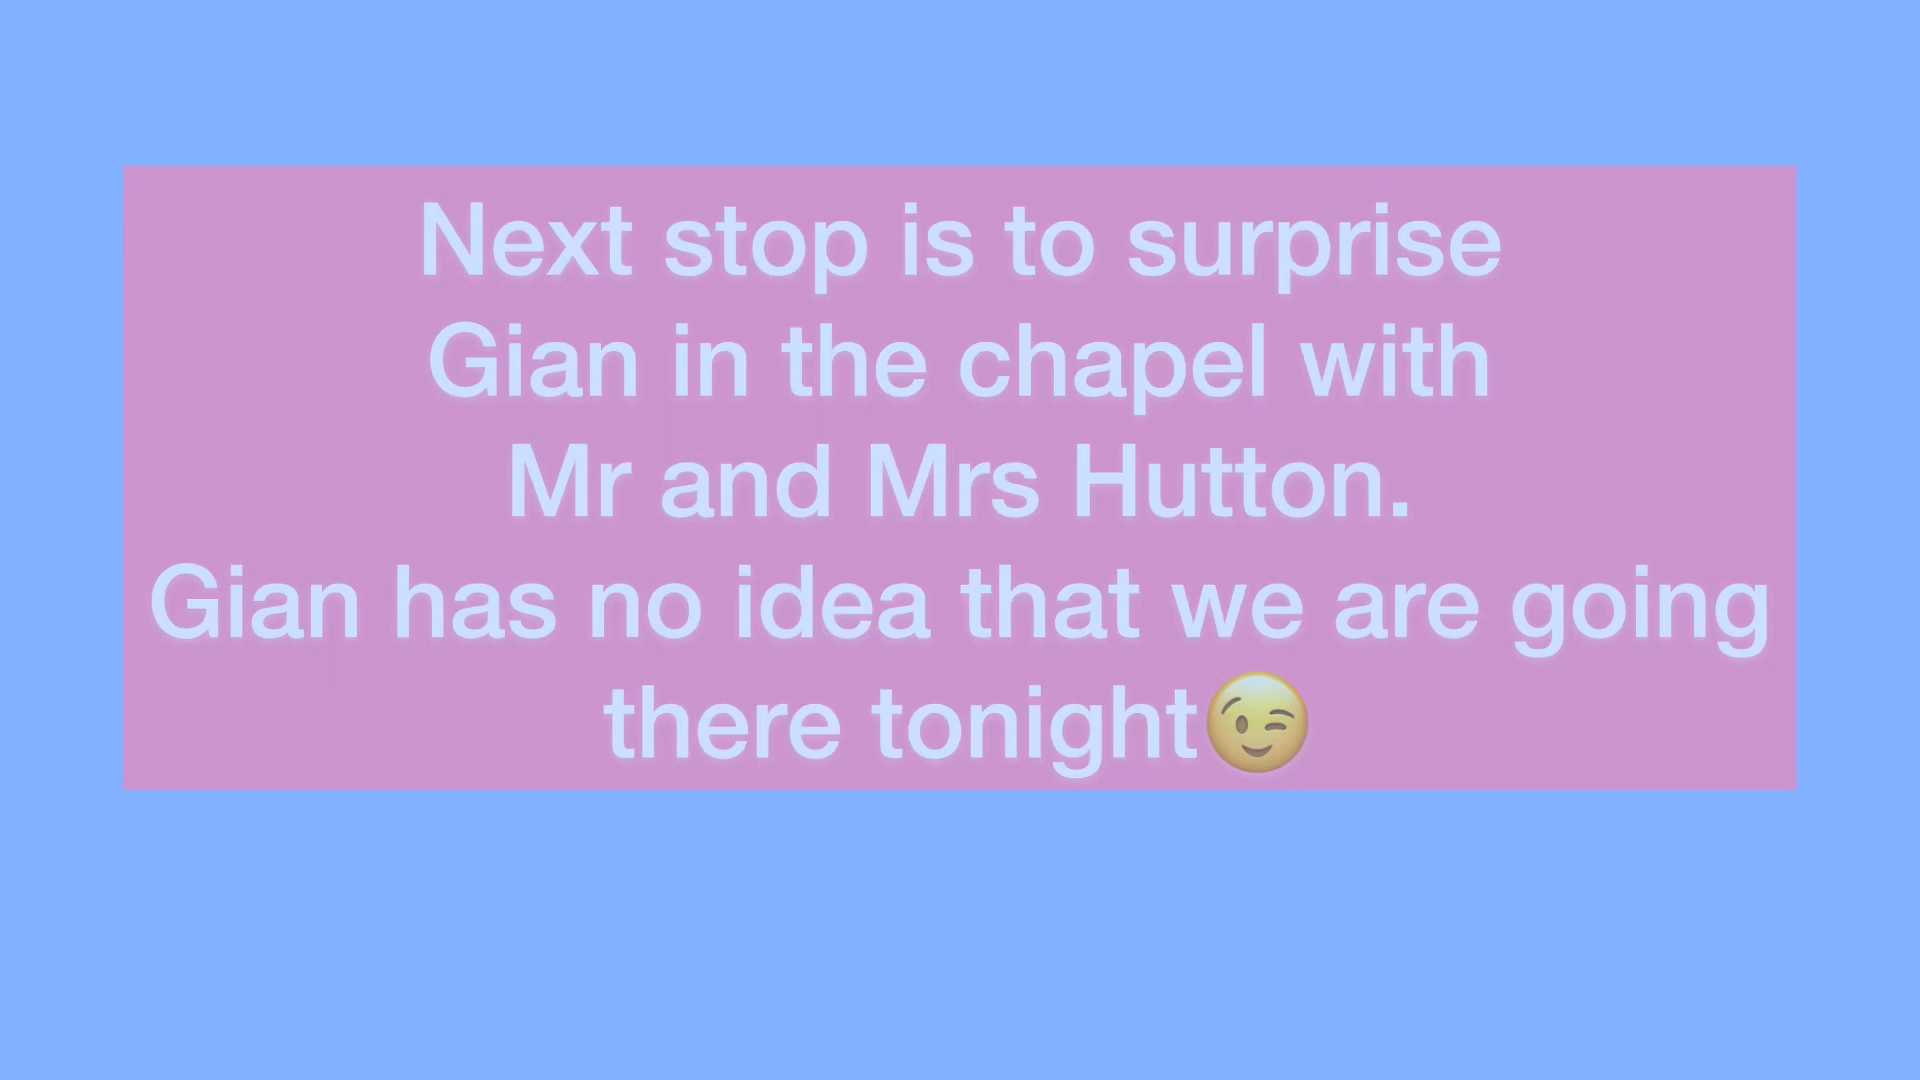 Next stop is to surprise
Gian in the chapel with
Mr and Mrs Hutton.
Gian has no idea that we are going
there tonight😉